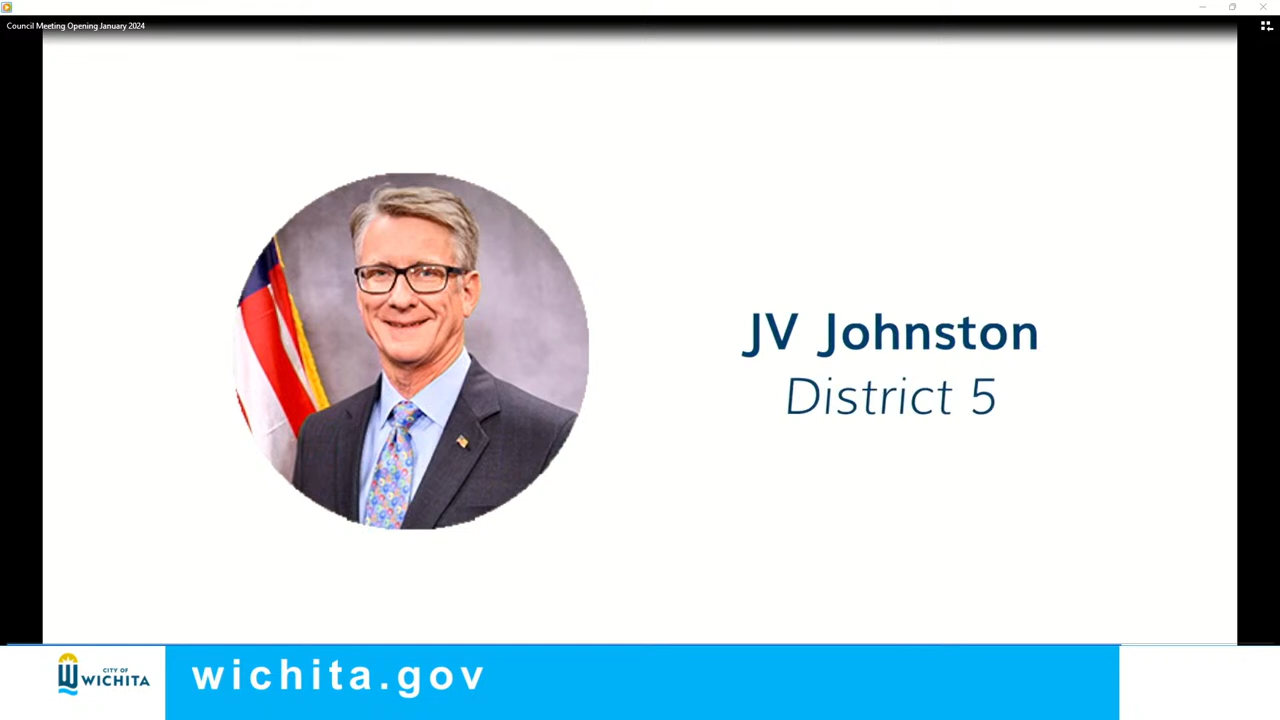 Council Meeting Opening January 2024
JV Johnston
District 5
CITY OF
WICHITA
wichita.gov